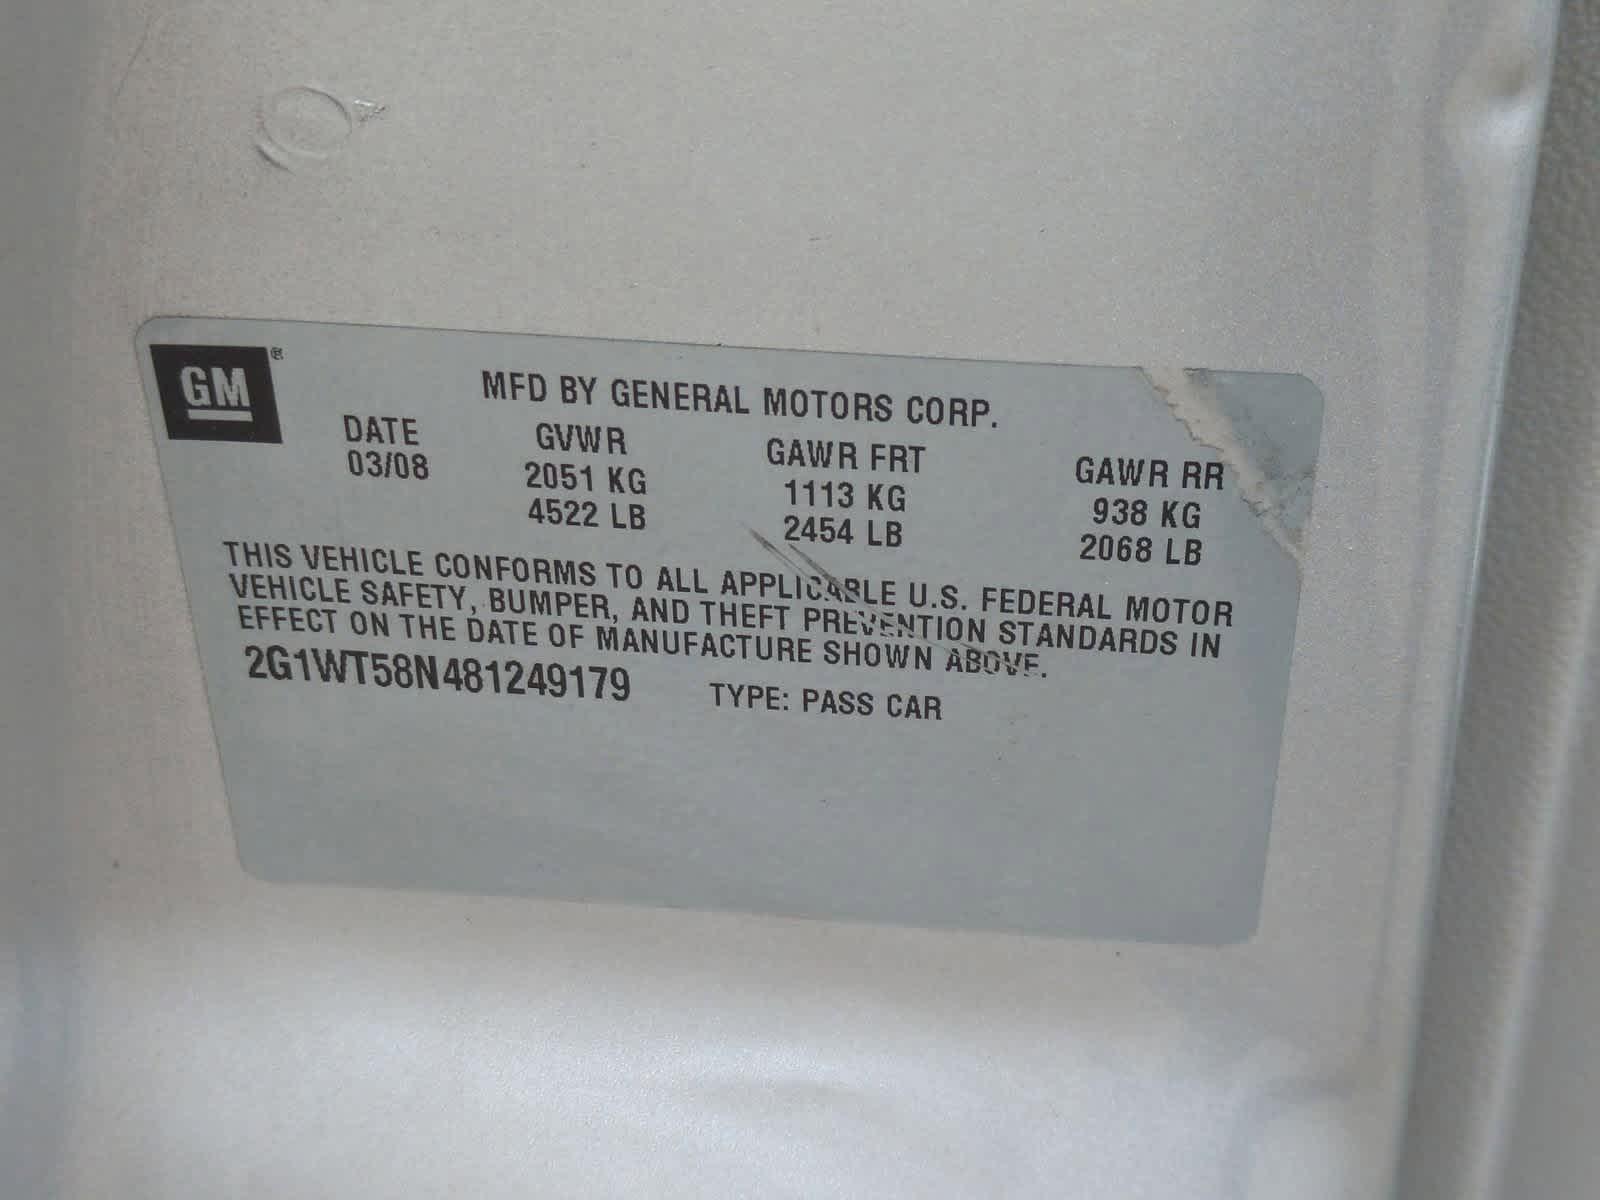 GM®
MFD BY GENERAL MOTORS CORP.
DATE GVWR GAWR FRT GAWR RR
03/08 2051 KG 1113 KG 938 KG
4522 LB 2454 LB 2068 LB
THIS VEHICLE CONFORMS TO ALL APPLICABLE U.S. FEDERAL MOTOR
VEHICLE SAFETY, BUMPER, AND THEFT PREVENTION STANDARDS IN
EFFECT ON THE DATE OF MANUFACTURE SHOWN ABOVE.
2G1WT58N481249179 TYPE: PASS CAR